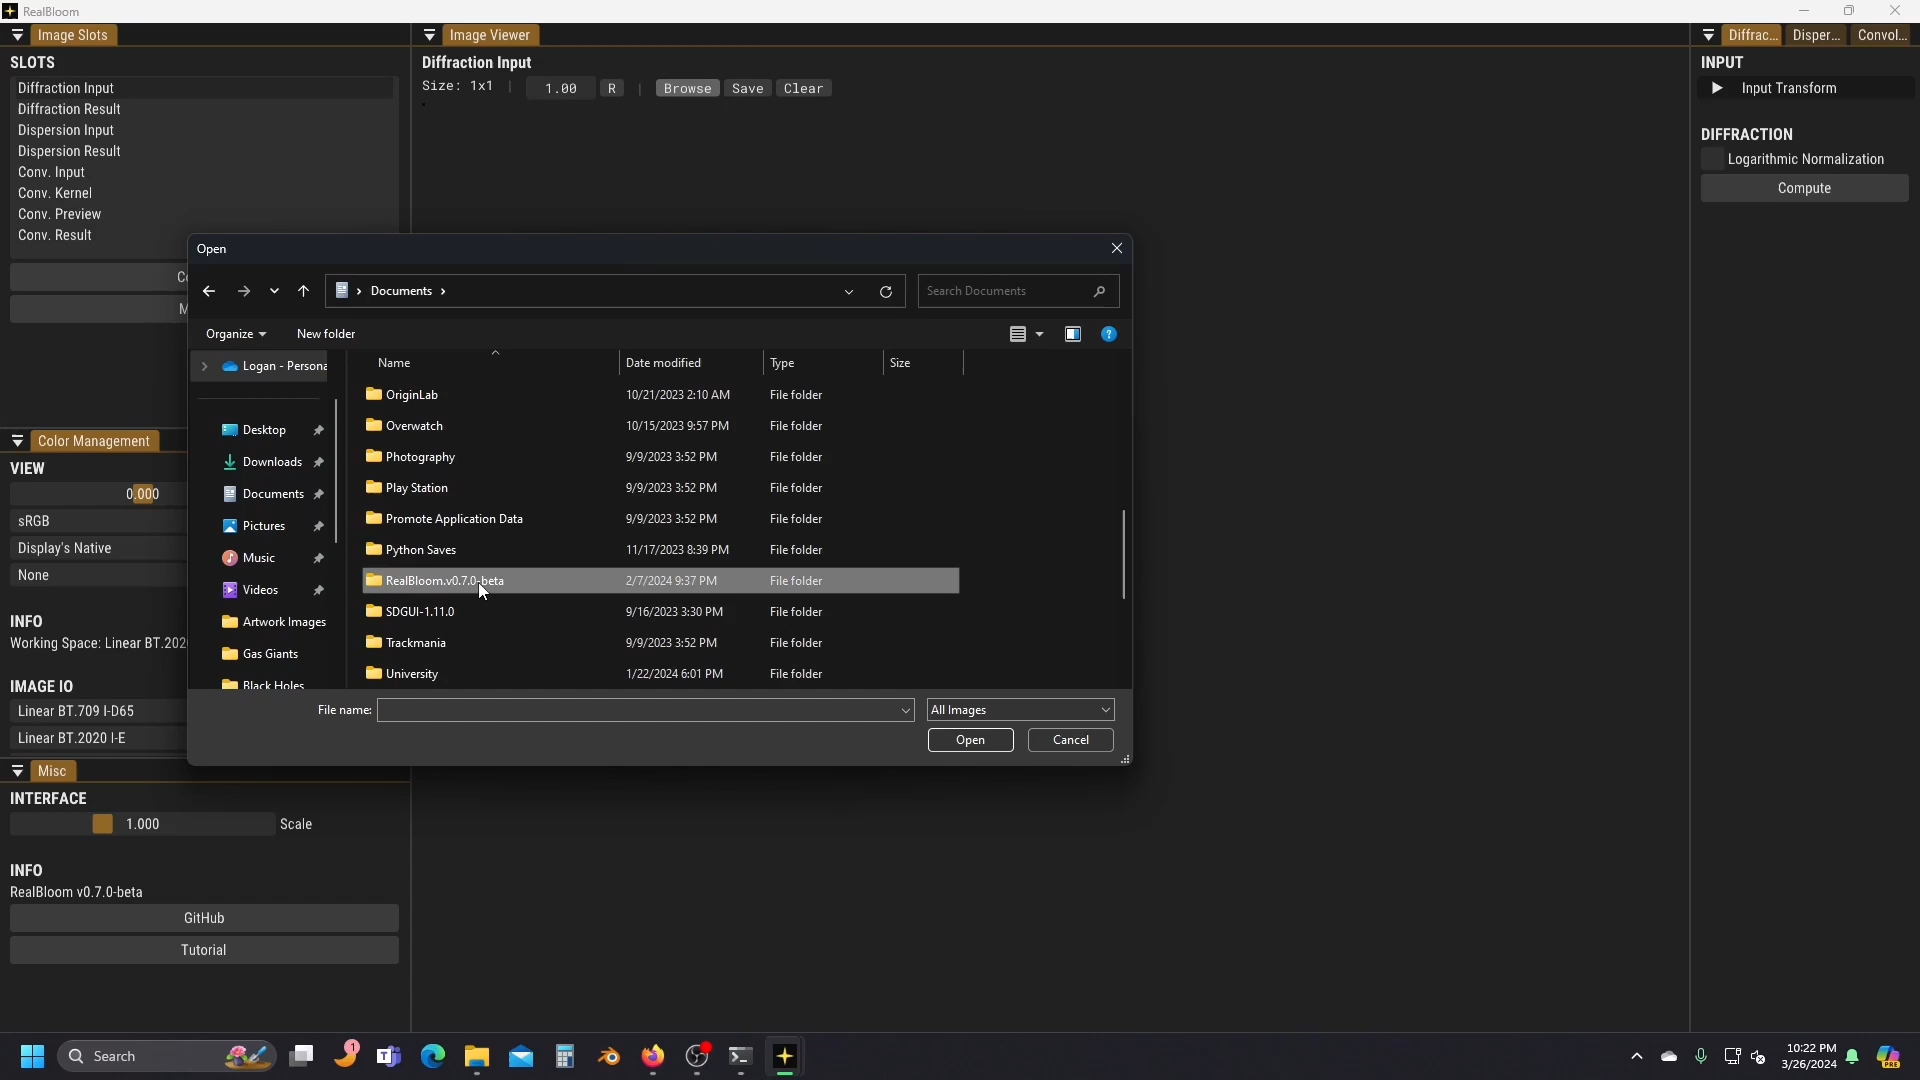 RealBloom
Image Slots
Image Viewer
Diffrac...
Disper...
Convol...
SLOTS
Diffraction Input
Diffraction Result
Dispersion Input
Dispersion Result
Conv. Input
Conv. Kernel
Conv. Preview
Conv. Result
Diffraction Input
Size: 1x1 | 1.00 R | Browse Save Clear
INPUT
Input Transform
DIFFRACTION
Logarithmic Normalization
Compute
Open
Documents
Search Documents
Organize
New folder
Name Date modified Type Size
Logan - Persona
Desktop
Downloads
Documents
Pictures
Music
Videos
Artwork Images
Gas Giants
Black Holes
OriginLab 10/21/2023 2:10 AM File folder
Overwatch 10/15/2023 9:57 PM File folder
Photography 9/9/2023 3:52 PM File folder
Play Station 9/9/2023 3:52 PM File folder
Promote Application Data 9/9/2023 3:52 PM File folder
Python Saves 11/17/2023 8:39 PM File folder
RealBloom.v0.7.0-beta 2/7/2024 9:37 PM File folder
SDGUI-1.11.0 9/16/2023 3:30 PM File folder
Trackmania 9/9/2023 3:52 PM File folder
University 1/22/2024 6:01 PM File folder
File name:
All Images
Open
Cancel
Color Management
VIEW
0.000
sRGB
Display's Native
None
INFO
Working Space: Linear BT.202
IMAGE IO
Linear BT.709 I-D65
Linear BT.2020 I-E
Misc
INTERFACE
1.000 Scale
INFO
RealBloom v0.7.0-beta
GitHub
Tutorial
Search
1
10:22 PM
3/26/2024
PRE